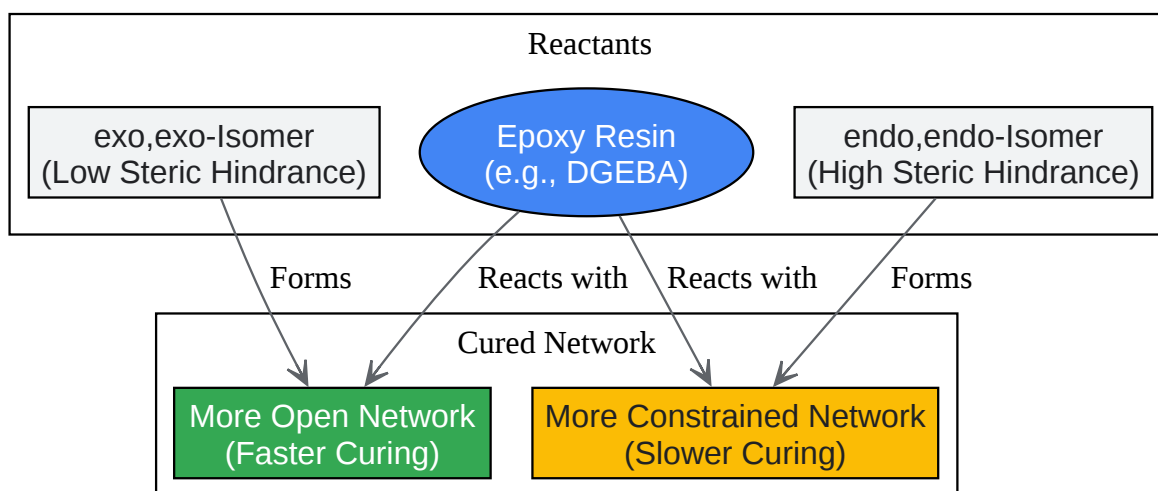 Reactants
exo,exo-Isomer
(Low Steric Hindrance)
Epoxy Resin
(e.g., DGEBA)
endo,endo-Isomer
(High Steric Hindrance)
Forms
Reacts with
Reacts with
Forms
Cured Network
More Open Network
(Faster Curing)
More Constrained Network
(Slower Curing)